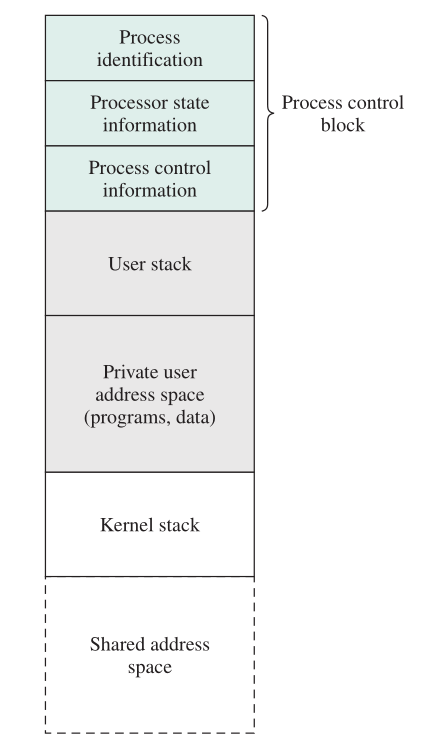 Process
identification
Processor state
information
Process control
information
Process control
block
User stack
Private user
address space
(programs, data)
Kernel stack
Shared address
space